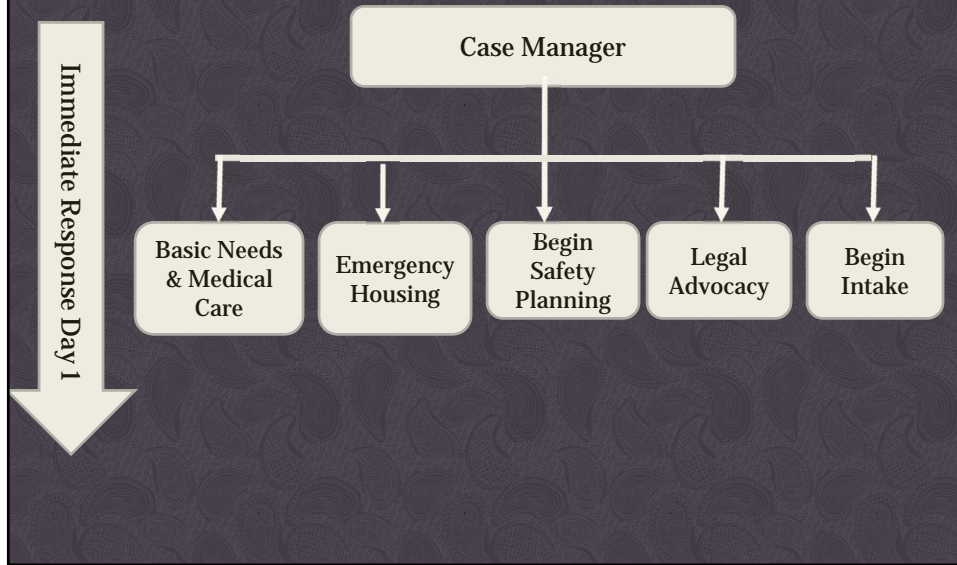 Case Manager
Immediate Response Day 1
Basic Needs
& Medical
Care
Emergency
Housing
Begin
Safety
Planning
Legal
Advocacy
Begin
Intake